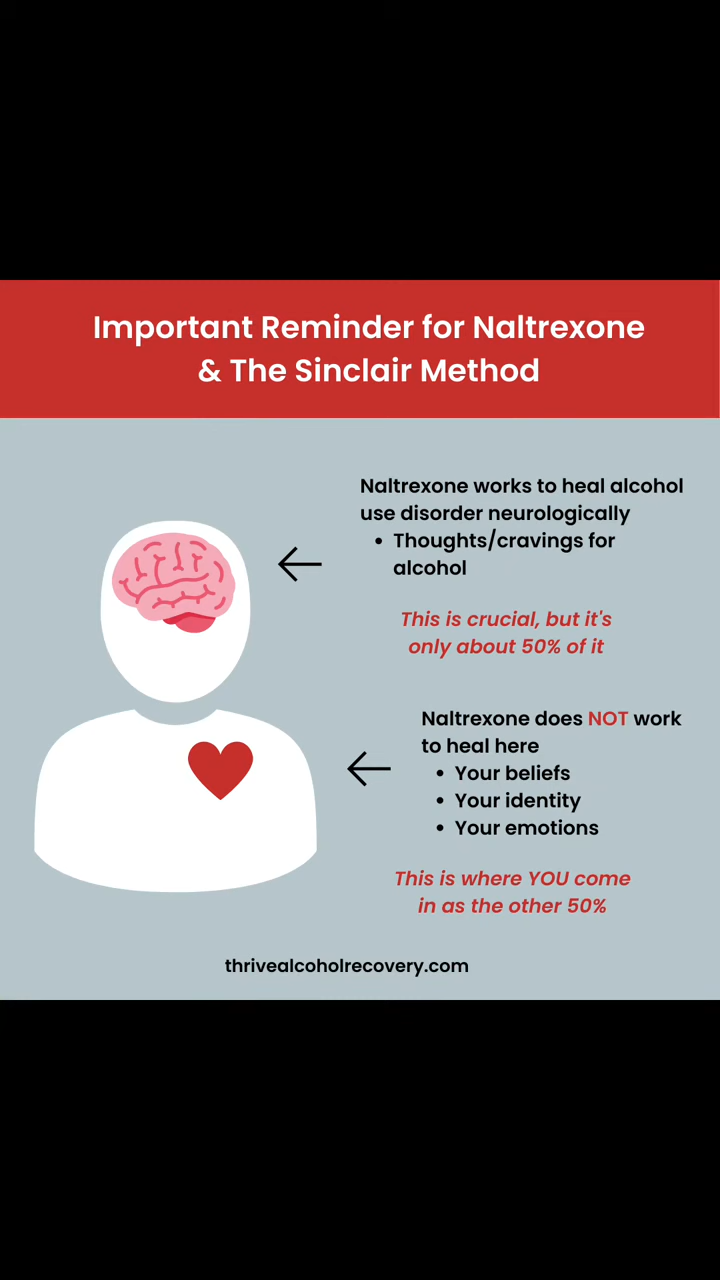 Important Reminder for Naltrexone
& The Sinclair Method
Naltrexone works to heal alcohol
use disorder neurologically
• Thoughts/cravings for
alcohol
This is crucial, but it's
only about 50% of it
Naltrexone does NOT work
to heal here
• Your beliefs
• Your identity
• Your emotions
This is where YOU come
in as the other 50%
thrivealcoholrecovery.com